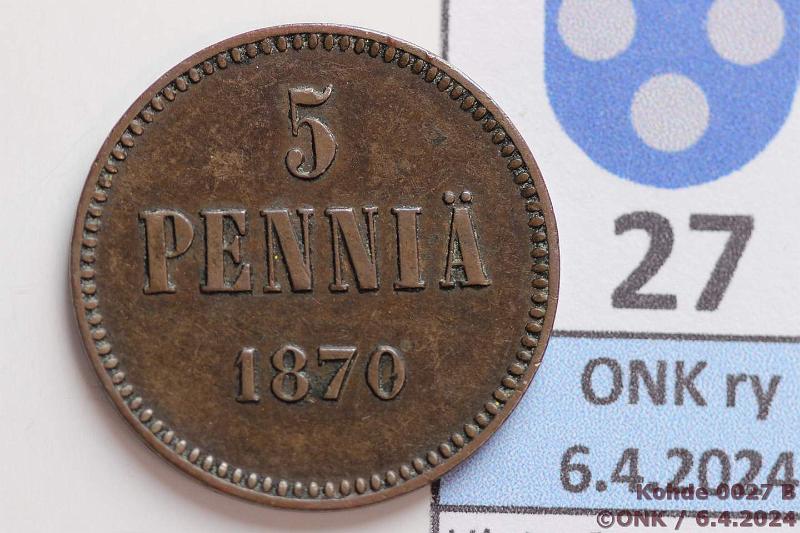 5
PENNIÄ
1870
27
ONK ry
6.4.2024
Kohde 0027 B
©ONK / 6.4.2024